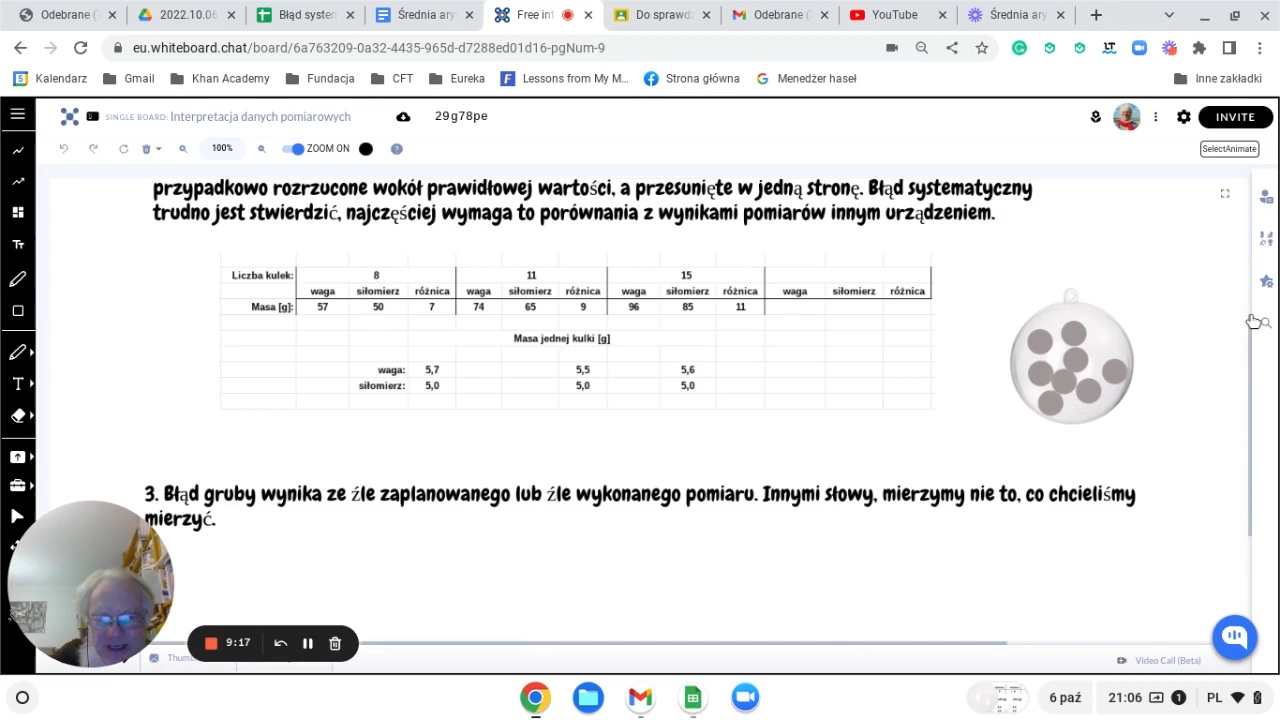 Odebrane (
2022.10.06
Błąd system
Średnia ary
Free int
Do sprawd
Odebrane (
YouTube
Średnia ary
eu.whiteboard.chat/board/6a763209-0a32-4435-965d-d7288ed01d16-pgNum-9
Kalendarz Gmail Khan Academy Fundacja CFT Eureka Lessons from My M... Strona główna Menedżer haseł Inne zakładki
SINGLE BOARD: Interpretacja danych pomiarowych 29g78pe INVITE
100% ZOOM ON SelectAnimate
przypadkowo rozrzucone wokół prawidłowej wartości, a przesunięte w jedną stronę. Błąd systematyczny
trudno jest stwierdzić, najczęściej wymaga to porównania z wynikami pomiarów innym urządzeniem.
Liczba kulek: 8 11 15
waga siłomierz różnica waga siłomierz różnica waga siłomierz różnica waga siłomierz różnica
Masa [g]: 57 50 7 74 65 9 96 85 11
Masa jednej kulki [g]
waga: 5,7 5,5 5,6
siłomierz: 5,0 5,0 5,0
3. Błąd gruby wynika ze źle zaplanowanego lub źle wykonanego pomiaru. Innymi słowy, mierzymy nie to, co chcieliśmy
mierzyć.
9:17
Video Call (Beta)
6 paź 21:06 1 PL